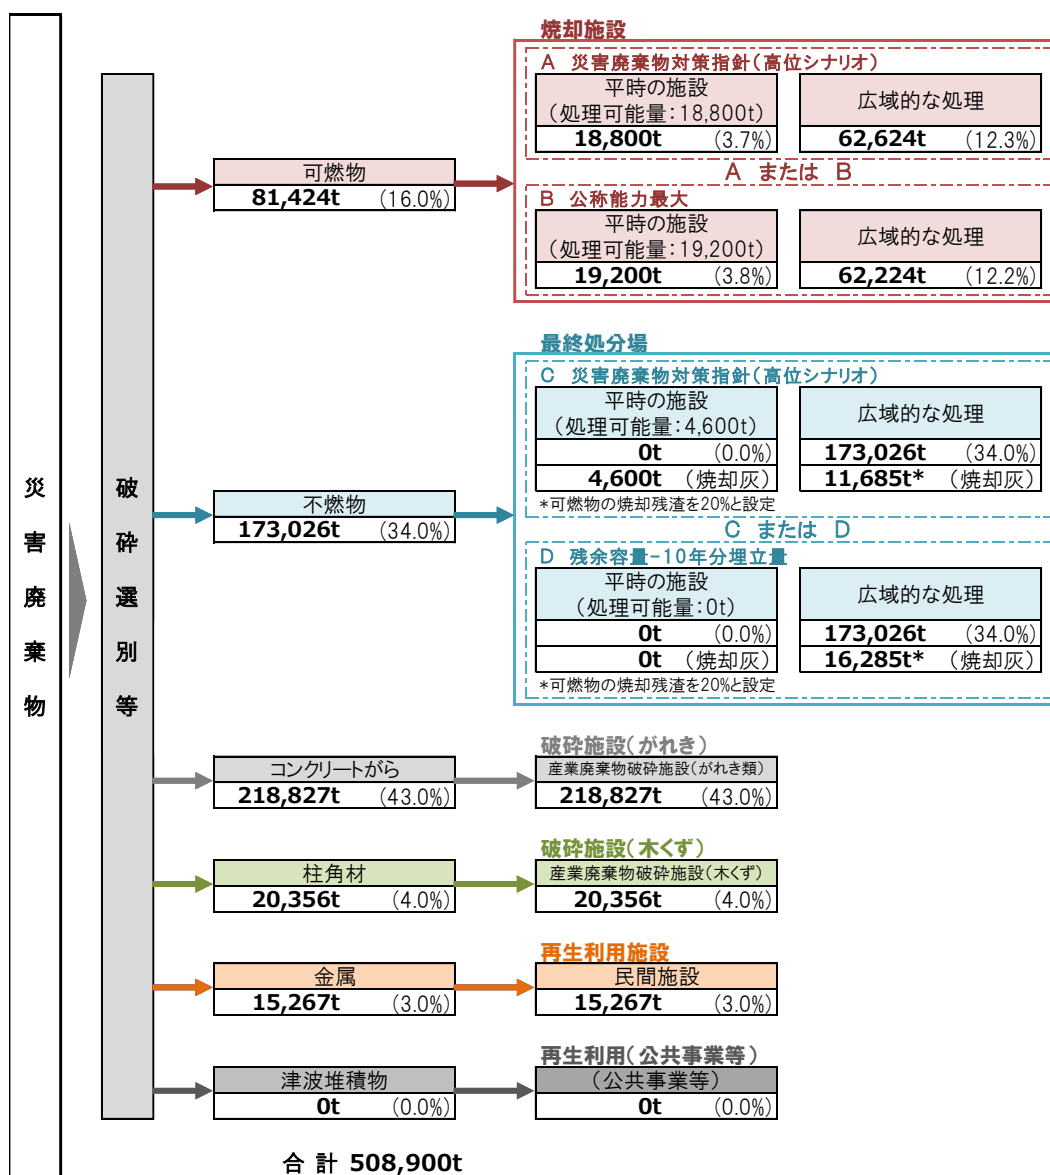 災害廃棄物
破砕選別等
焼却施設
A 災害廃棄物対策指針(高位シナリオ)
平時の施設
(処理可能量:18,800t)
18,800t (3.7%)
広域的な処理
62,624t (12.3%)
可燃物
81,424t (16.0%)
A または B
B 公称能力最大
平時の施設
(処理可能量:19,200t)
19,200t (3.8%)
広域的な処理
62,224t (12.2%)
最終処分場
C 災害廃棄物対策指針(高位シナリオ)
平時の施設
(処理可能量:4,600t)
0t (0.0%)
4,600t (焼却灰)
広域的な処理
173,026t (34.0%)
11,685t* (焼却灰)
*可燃物の焼却残渣を20%と設定
不燃物
173,026t (34.0%)
C または D
D 残余容量-10年分埋立量
平時の施設
(処理可能量:0t)
0t (0.0%)
0t (焼却灰)
広域的な処理
173,026t (34.0%)
16,285t* (焼却灰)
*可燃物の焼却残渣を20%と設定
破砕施設(がれき)
コンクリートがら
218,827t (43.0%)
産業廃棄物破砕施設(がれき類)
218,827t (43.0%)
破砕施設(木くず)
柱角材
20,356t (4.0%)
産業廃棄物破砕施設(木くず)
20,356t (4.0%)
再生利用施設
金属
15,267t (3.0%)
民間施設
15,267t (3.0%)
再生利用(公共事業等)
津波堆積物
0t (0.0%)
(公共事業等)
0t (0.0%)
合 計 508,900t